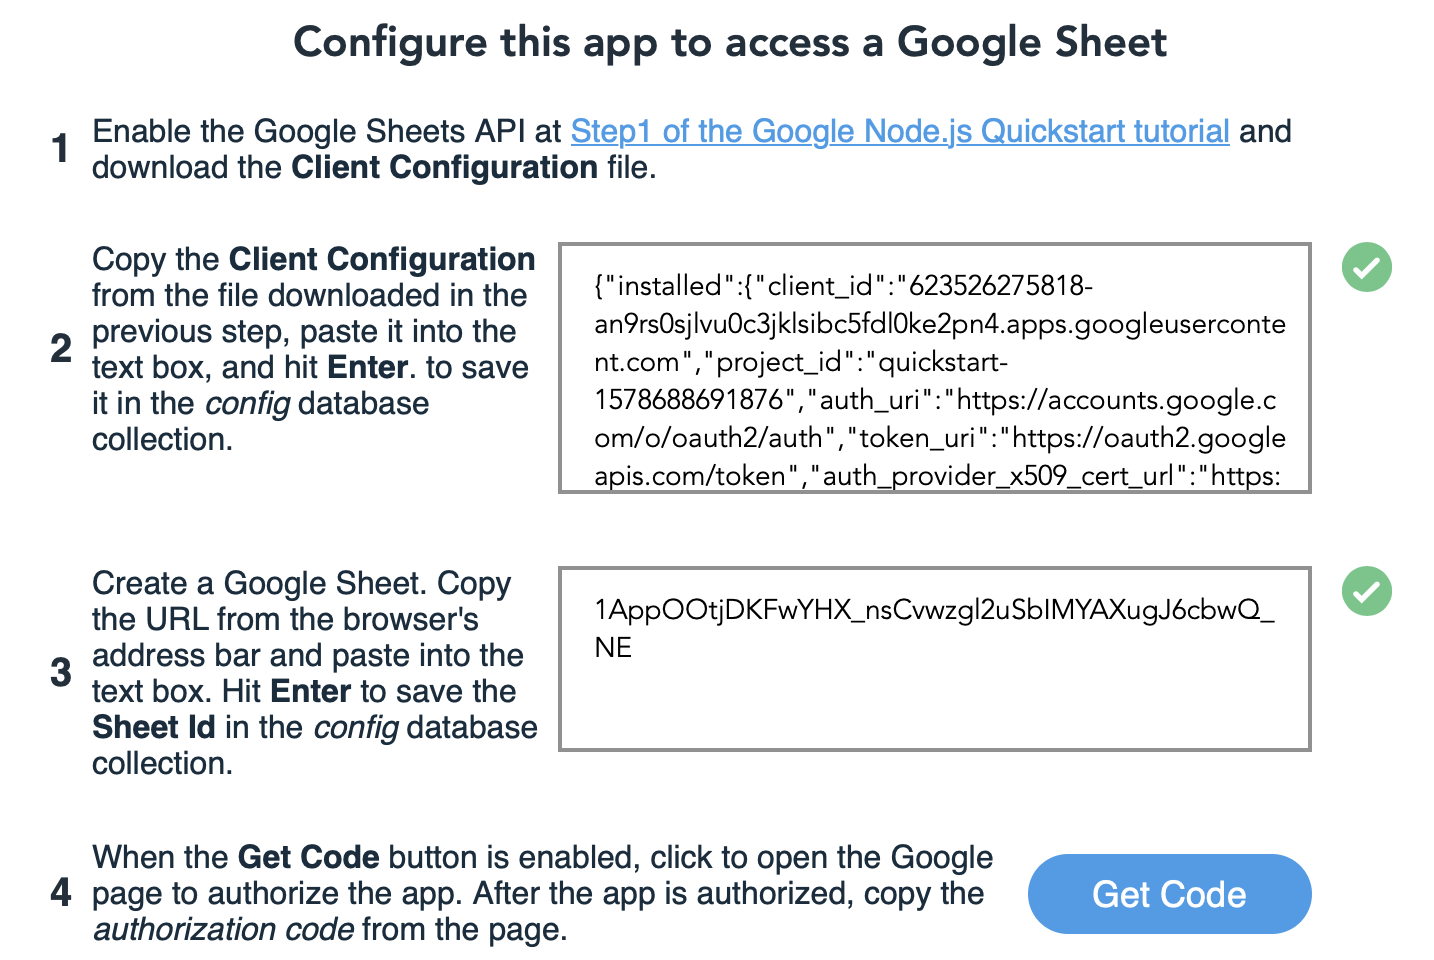 Configure this app to access a Google Sheet
1
Enable the Google Sheets API at Step1 of the Google Node.js Quickstart tutorial and
download the Client Configuration file.
2
Copy the Client Configuration
from the file downloaded in the
previous step, paste it into the
text box, and hit Enter. to save
it in the config database
collection.
{"installed":{"client_id":"623526275818-
an9rs0sjlvu0c3jklsibc5fdl0ke2pn4.apps.googleuserconte
nt.com","project_id":"quickstart-
1578688691876","auth_uri":"https://accounts.google.c
om/o/oauth2/auth","token_uri":"https://oauth2.google
apis.com/token","auth_provider_x509_cert_url":"https:
3
Create a Google Sheet. Copy
the URL from the browser's
address bar and paste into the
text box. Hit Enter to save the
Sheet Id in the config database
collection.
1AppOOtjDKFwYHX_nsCvwzgl2uSbIMYAXugJ6cbwQ_
NE
4
When the Get Code button is enabled, click to open the Google
page to authorize the app. After the app is authorized, copy the
authorization code from the page.
Get Code